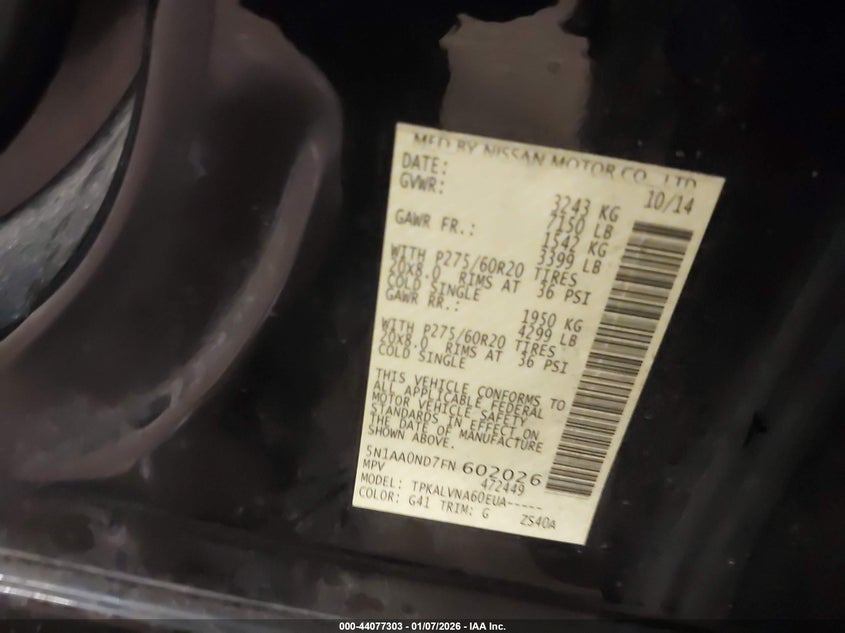 MFD BY NISSAN MOTOR CO., LTD
DATE: 10/14
GVWR: 3243 KG
7150 LB
GAWR FR.: 1542 KG
3399 LB
WITH P275/60R20 TIRES
20X8.0 RIMS AT 36 PSI
COLD SINGLE
GAWR RR.: 1950 KG
4299 LB
WITH P275/60R20 TIRES
20X8.0 RIMS AT 36 PSI
COLD SINGLE
THIS VEHICLE CONFORMS TO
ALL APPLICABLE FEDERAL
MOTOR VEHICLE SAFETY
STANDARDS IN EFFECT ON
THE DATE OF MANUFACTURE
SHOWN ABOVE.
5N1AA0ND7FN 602026
MPV 472449
MODEL: TPKALVNA60EUA-----
COLOR: G41 TRIM: G ZS40A
000-44077303 - 01/07/2026 - IAA Inc.